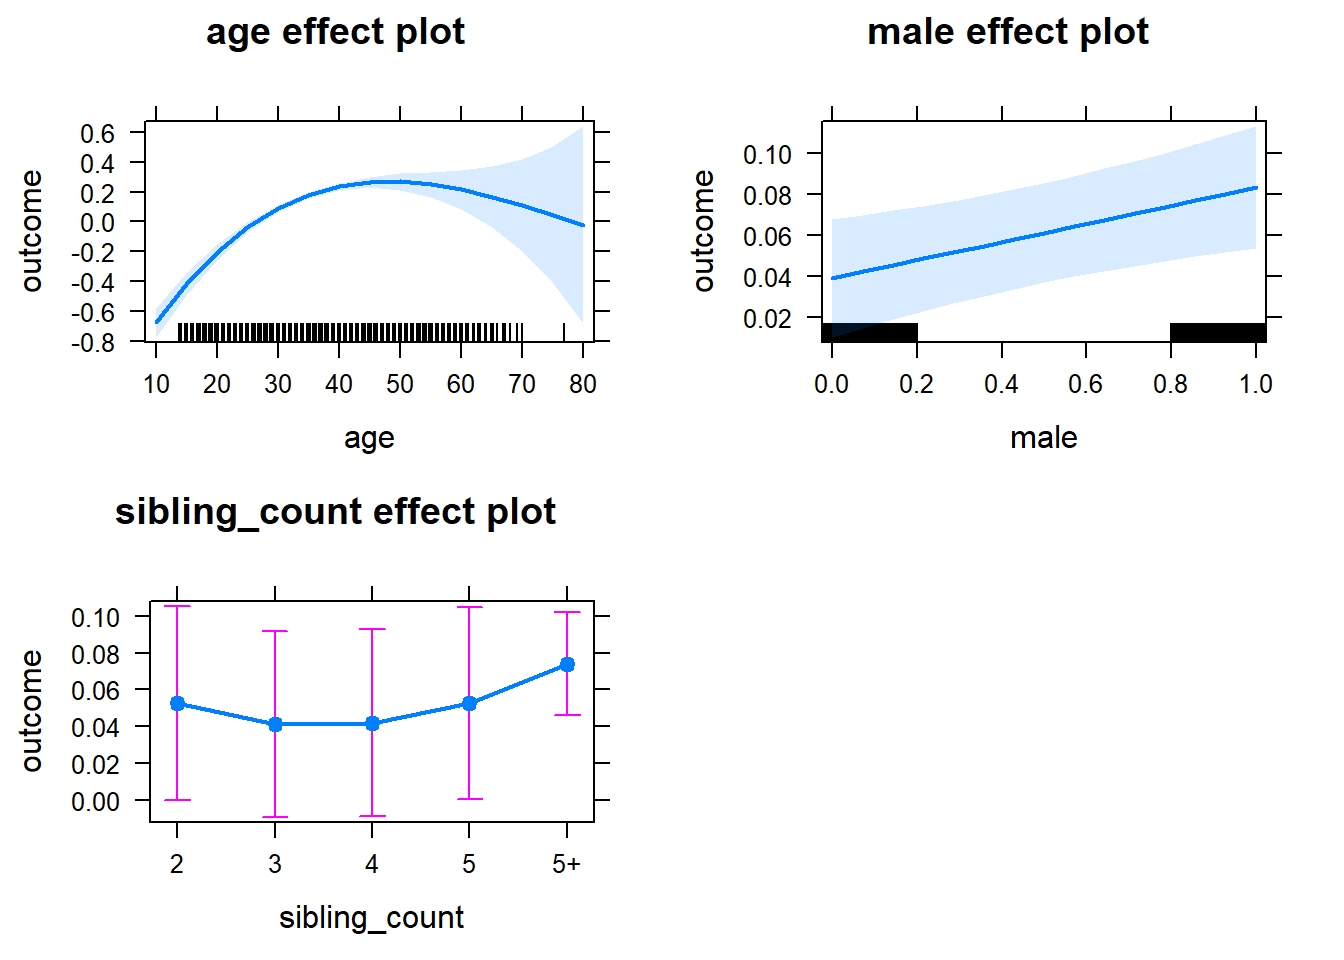 age effect plot
outcome
0.6
0.4
0.2
0.0
-0.2
-0.4
-0.6
-0.8
10 20 30 40 50 60 70 80
age
male effect plot
outcome
0.10
0.08
0.06
0.04
0.02
0.0 0.2 0.4 0.6 0.8 1.0
male
sibling_count effect plot
outcome
0.10
0.08
0.06
0.04
0.02
0.00
2 3 4 5 5+
sibling_count